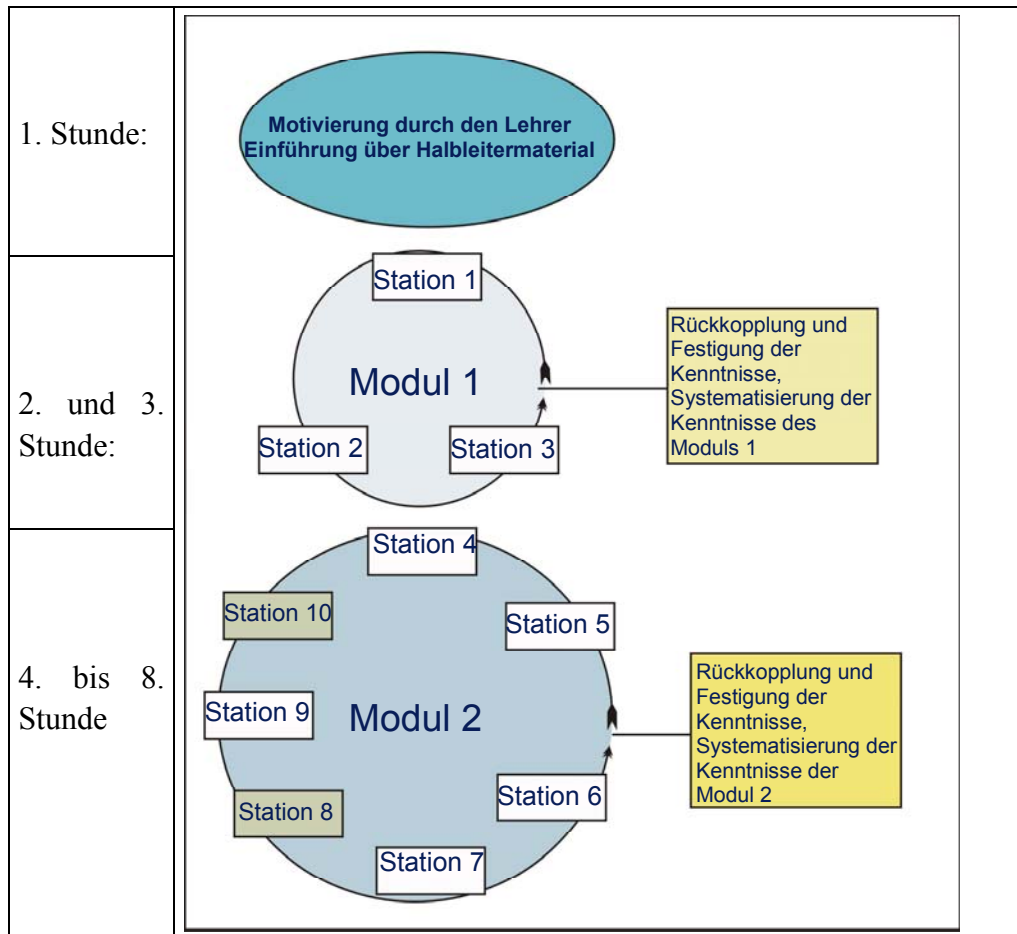 1. Stunde:
Motivierung durch den Lehrer
Einführung über Halbleitermaterial
2. und 3.
Stunde:
Station 1
Modul 1
Station 2
Station 3
Rückkopplung und
Festigung der
Kenntnisse,
Systematisierung der
Kenntnisse des
Moduls 1
4. bis 8.
Stunde
Station 4
Station 10
Station 5
Station 9
Modul 2
Station 6
Station 8
Station 7
Rückkopplung und
Festigung der
Kenntnisse,
Systematisierung der
Kenntnisse der
Modul 2